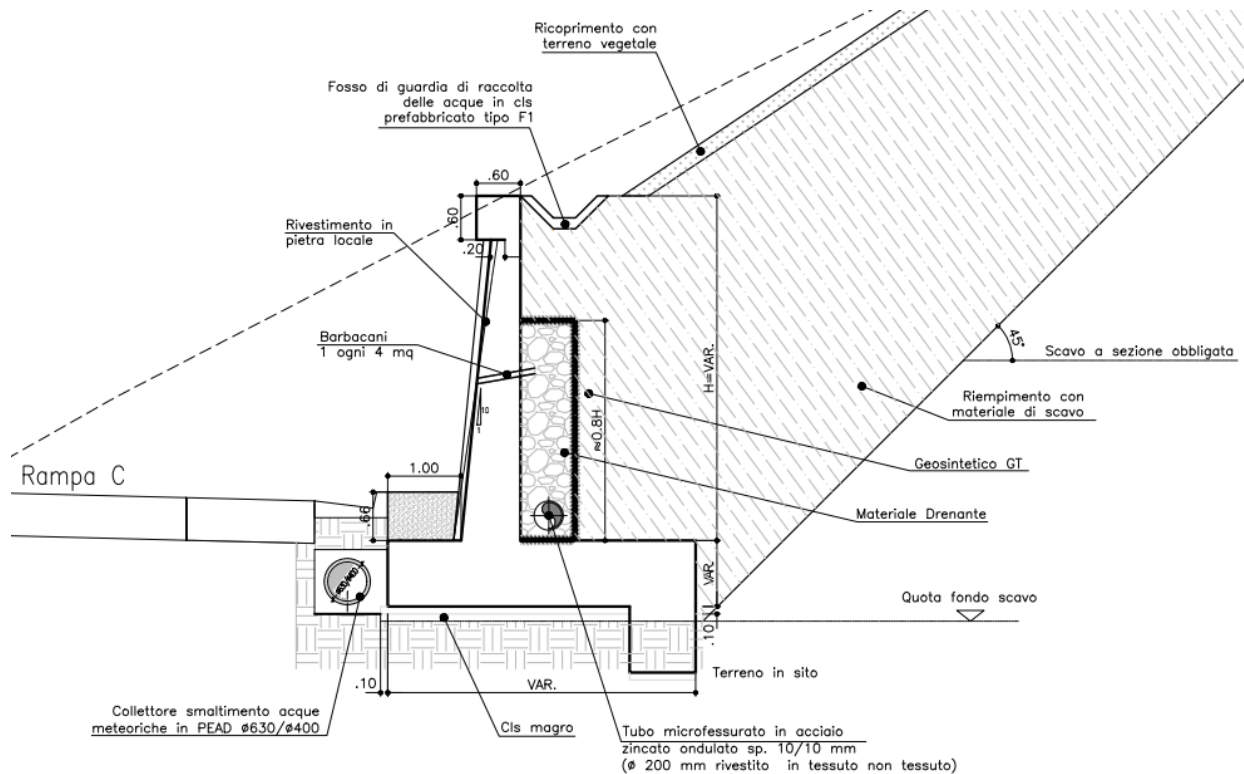 Ricoprimento con
terreno vegetale
Fosso di guardia di raccolta
delle acque in cls
prefabbricato tipo F1
.60
.60
Rivestimento in
pietra locale
.20
Barbacani
1 ogni 4 mq
10
1
H=VAR.
≈0.8H
45°
Scavo a sezione obbligata
Riempimento con
materiale di scavo
Geosintetico GT
Materiale Drenante
Rampa C
1.00
.66
ø630/ø400
VAR.
Quota fondo scavo
.10
Terreno in sito
.10
VAR.
Collettore smaltimento acque
meteoriche in PEAD ø630/ø400
Cls magro
Tubo microfessurato in acciaio
zincato ondulato sp. 10/10 mm
(ø 200 mm rivestito in tessuto non tessuto)